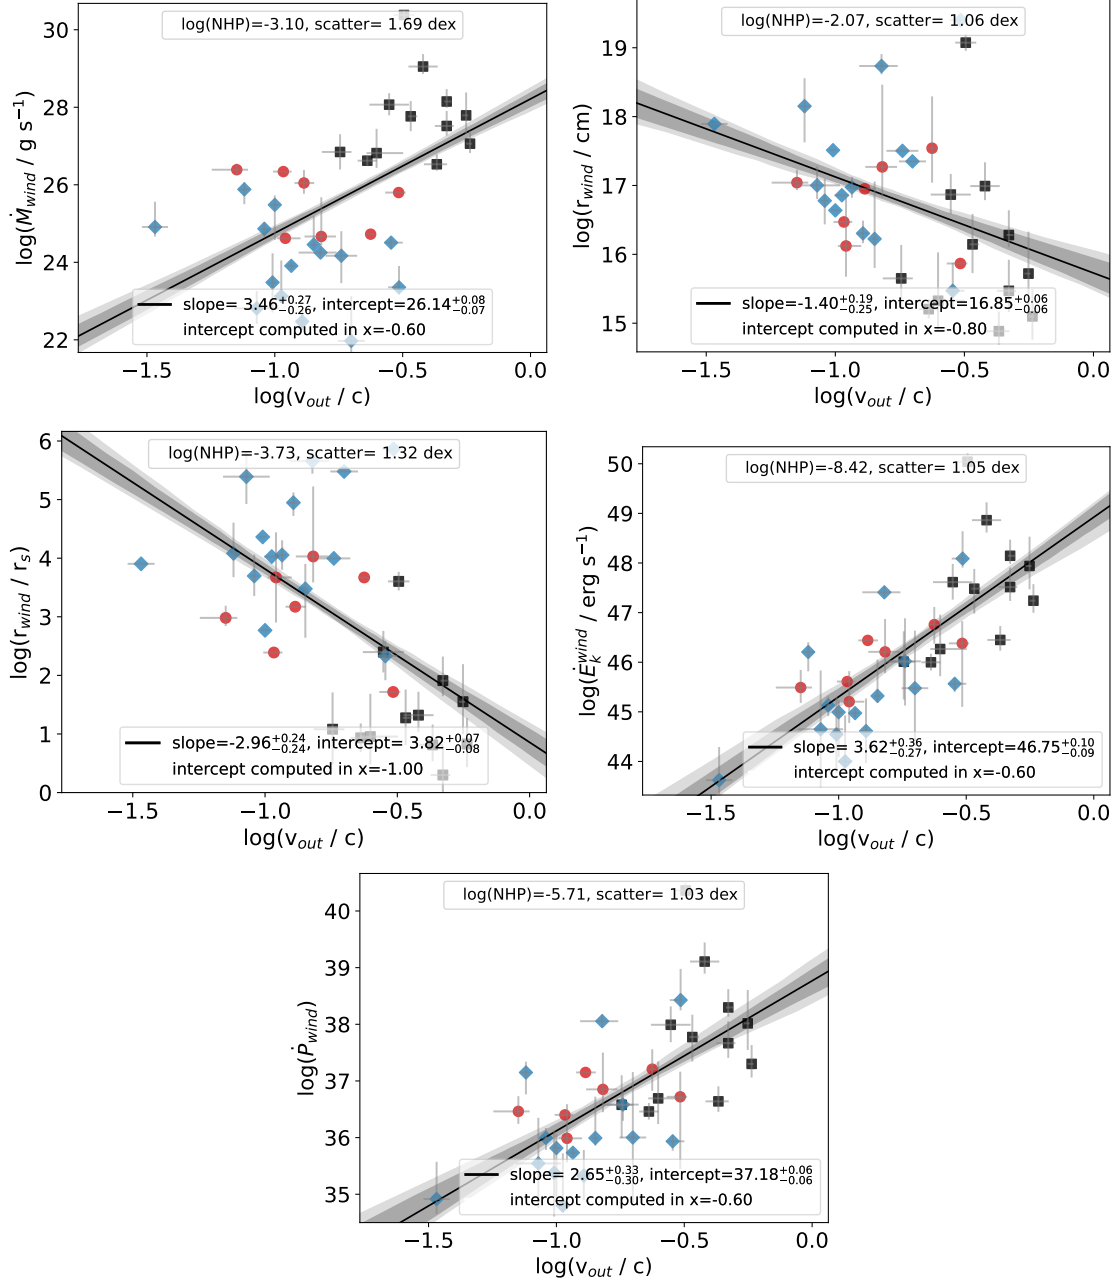 log(NHP)=-3.10, scatter= 1.69 dex
30
28
26
24
22
log(Ṁwind / g s⁻¹)
slope= 3.46+0.27−0.26, intercept=26.14+0.08−0.07
intercept computed in x=-0.60
−1.5 −1.0 −0.5 0.0
log(vout / c)
log(NHP)=-2.07, scatter= 1.06 dex
19
18
17
16
15
log(rwind / cm)
slope=-1.40+0.19−0.25, intercept=16.85+0.06−0.06
intercept computed in x=-0.80
−1.5 −1.0 −0.5 0.0
log(vout / c)
log(NHP)=-3.73, scatter= 1.32 dex
6
5
4
3
2
1
0
log(rwind / rs)
slope=-2.96+0.24−0.24, intercept= 3.82+0.07−0.08
intercept computed in x=-1.00
−1.5 −1.0 −0.5 0.0
log(vout / c)
log(NHP)=-8.42, scatter= 1.05 dex
50
49
48
47
46
45
44
log(Ėkwind / erg s⁻¹)
slope= 3.62+0.36−0.27, intercept=46.75+0.10−0.09
intercept computed in x=-0.60
−1.5 −1.0 −0.5 0.0
log(vout / c)
log(NHP)=-5.71, scatter= 1.03 dex
40
39
38
37
36
35
log(Ṗwind)
slope= 2.65+0.33−0.30, intercept=37.18+0.06−0.06
intercept computed in x=-0.60
−1.5 −1.0 −0.5 0.0
log(vout / c)